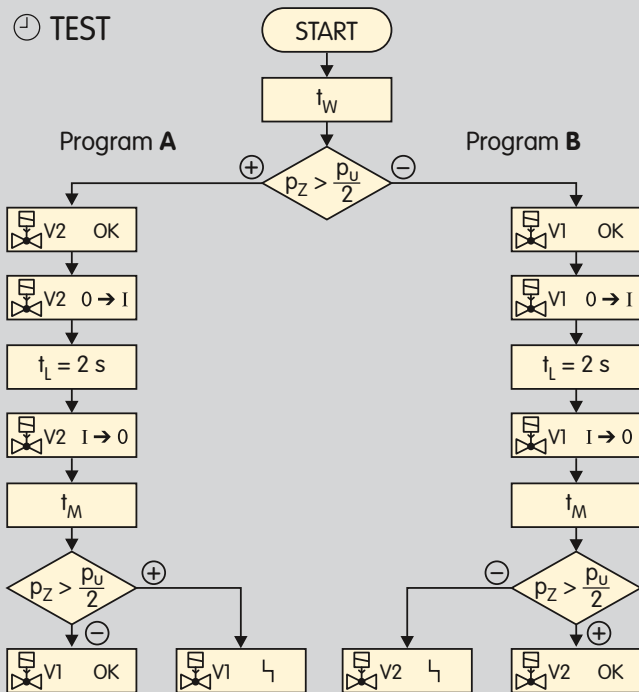 TEST
START
t_W
Program A
Program B
+
p_Z > p_u/2
−
V2 OK
V1 OK
V2 0 → I
V1 0 → I
t_L = 2 s
t_L = 2 s
V2 I → 0
V1 I → 0
t_M
t_M
p_Z > p_u/2
+
−
p_Z > p_u/2
−
+
V1 OK
V1
V2
V2 OK